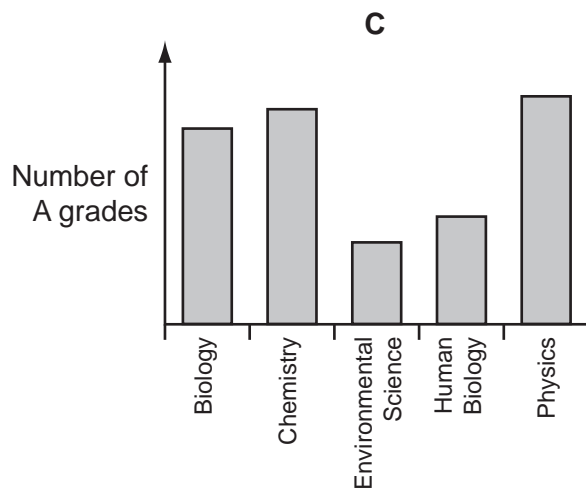 C
Number of
A grades
Biology
Chemistry
Environmental
Science
Human
Biology
Physics